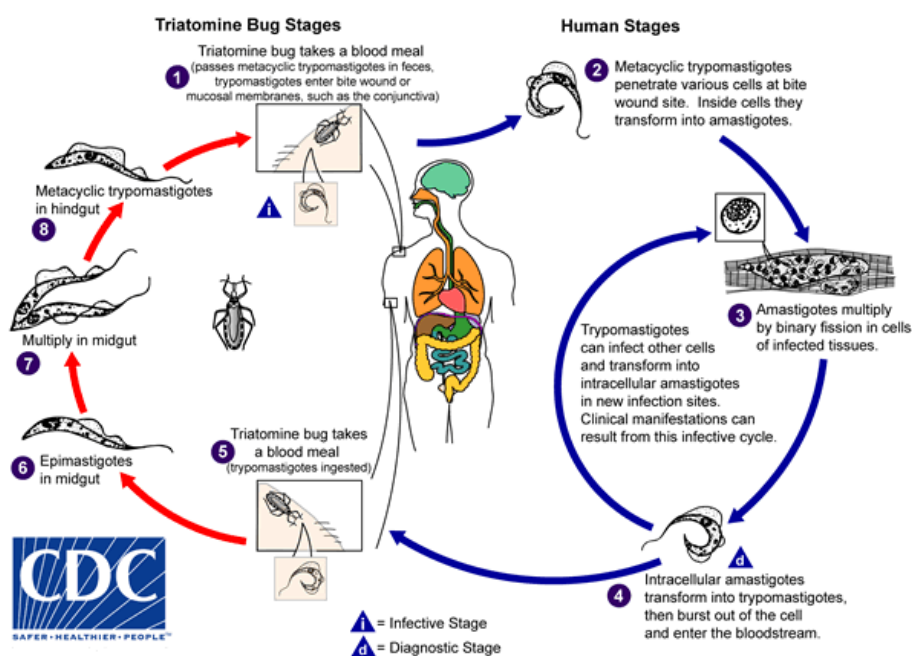 Triatomine Bug Stages
Human Stages
1
Triatomine bug takes a blood meal
(passes metacyclic trypomastigotes in feces,
trypomastigotes enter bite wound or
mucosal membranes, such as the conjunctiva)
i
2
Metacyclic trypomastigotes
penetrate various cells at bite
wound site. Inside cells they
transform into amastigotes.
3
Amastigotes multiply
by binary fission in cells
of infected tissues.
Trypomastigotes
can infect other cells
and transform into
intracellular amastigotes
in new infection sites.
Clinical manifestations can
result from this infective cycle.
d
4
Intracellular amastigotes
transform into trypomastigotes,
then burst out of the cell
and enter the bloodstream.
5
Triatomine bug takes
a blood meal
(trypomastigotes ingested)
6
Epimastigotes
in midgut
Multiply in midgut
7
Metacyclic trypomastigotes
in hindgut
8
CDC
SAFER•HEALTHIER•PEOPLE™
i = Infective Stage
d = Diagnostic Stage